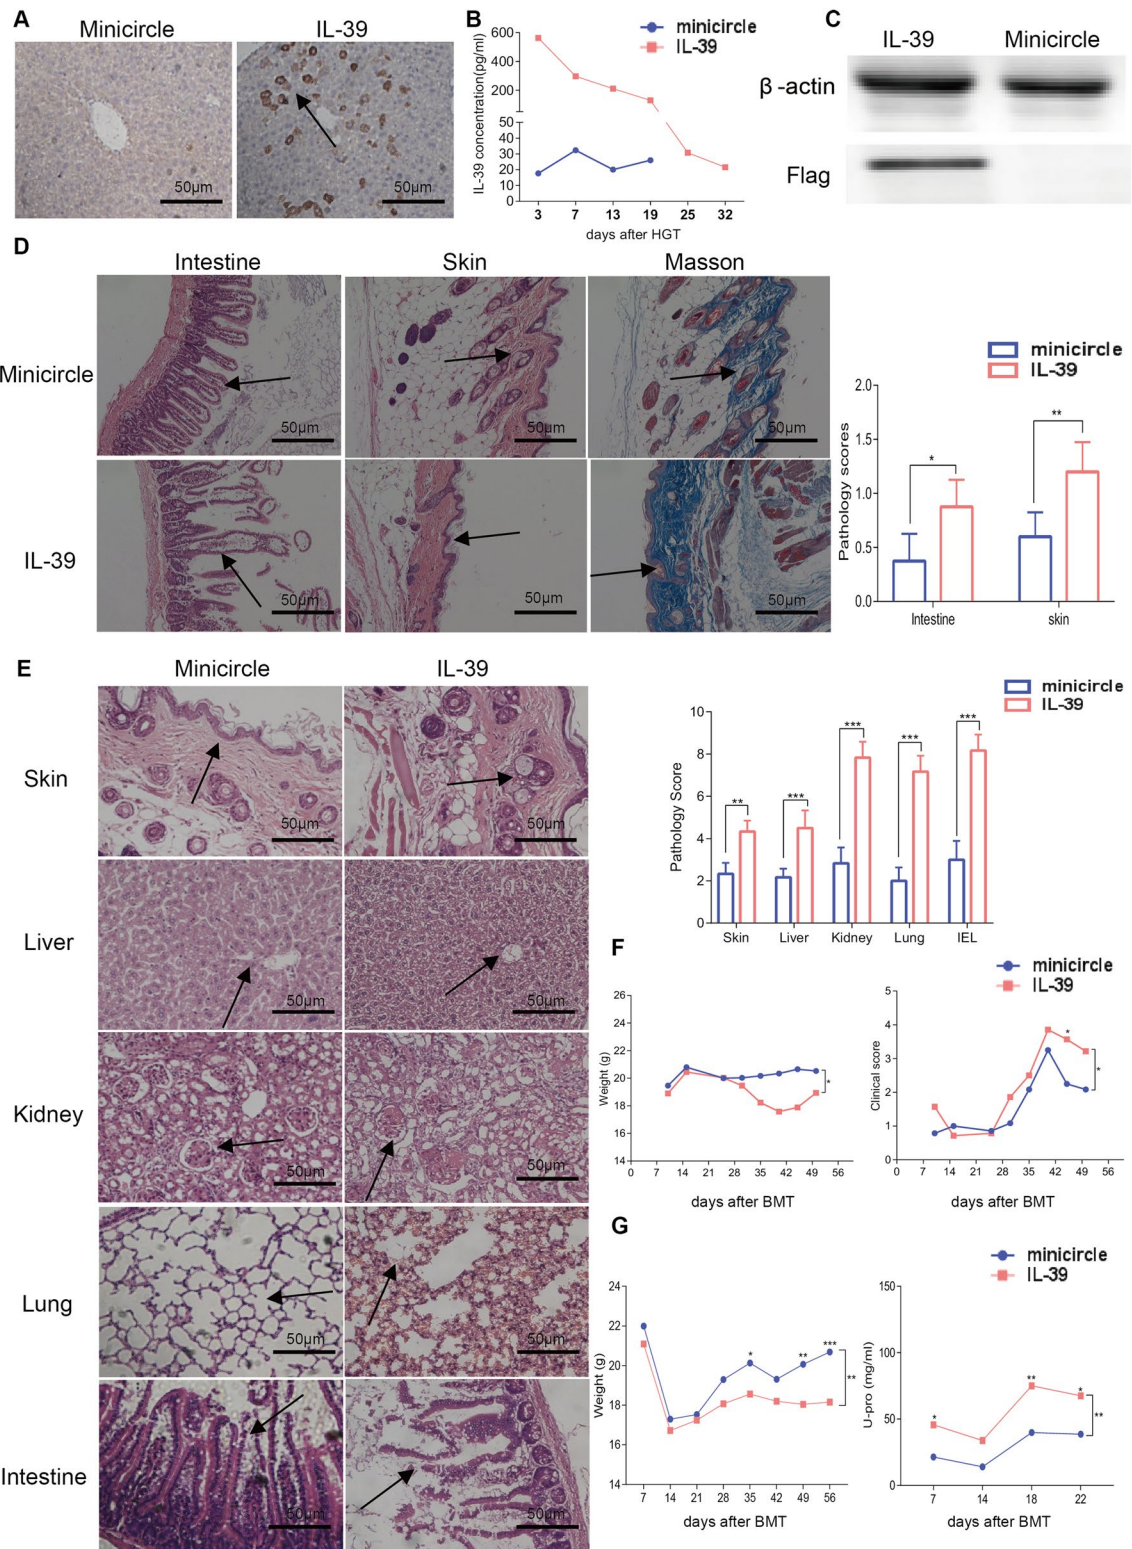 A
Minicircle
IL-39
50µm
50µm
B
minicircle
IL-39
600
400
200
50
40
30
20
10
0
IL-39 concentration(pg/ml)
3 7 13 19 25 32
days after HGT
C
IL-39
Minicircle
β -actin
Flag
D
Intestine
Skin
Masson
Minicircle
50µm
50µm
50µm
IL-39
50µm
50µm
50µm
minicircle
IL-39
2.0
1.5
1.0
0.5
0.0
Pathology scores
*
**
Intestine
skin
E
Minicircle
IL-39
Skin
50µm
50µm
Liver
50µm
50µm
Kidney
50µm
50µm
Lung
50µm
50µm
Intestine
50µm
50µm
minicircle
IL-39
10
8
6
4
2
0
Pathology Score
**
***
***
***
***
Skin Liver Kidney Lung IEL
F
minicircle
IL-39
26
24
22
20
18
16
14
Weight (g)
*
0 7 14 21 28 35 42 49 56
days after BMT
5
4
3
2
1
0
Clinical score
*
*
0 7 14 21 28 35 42 49 56
days after BMT
G
minicircle
IL-39
24
22
20
18
16
14
Weight (g)
*
**
***
**
7 14 21 28 35 42 49 56
days after BMT
150
100
50
0
U-pro (mg/ml)
*
**
*
**
7 14 18 22
days after BMT